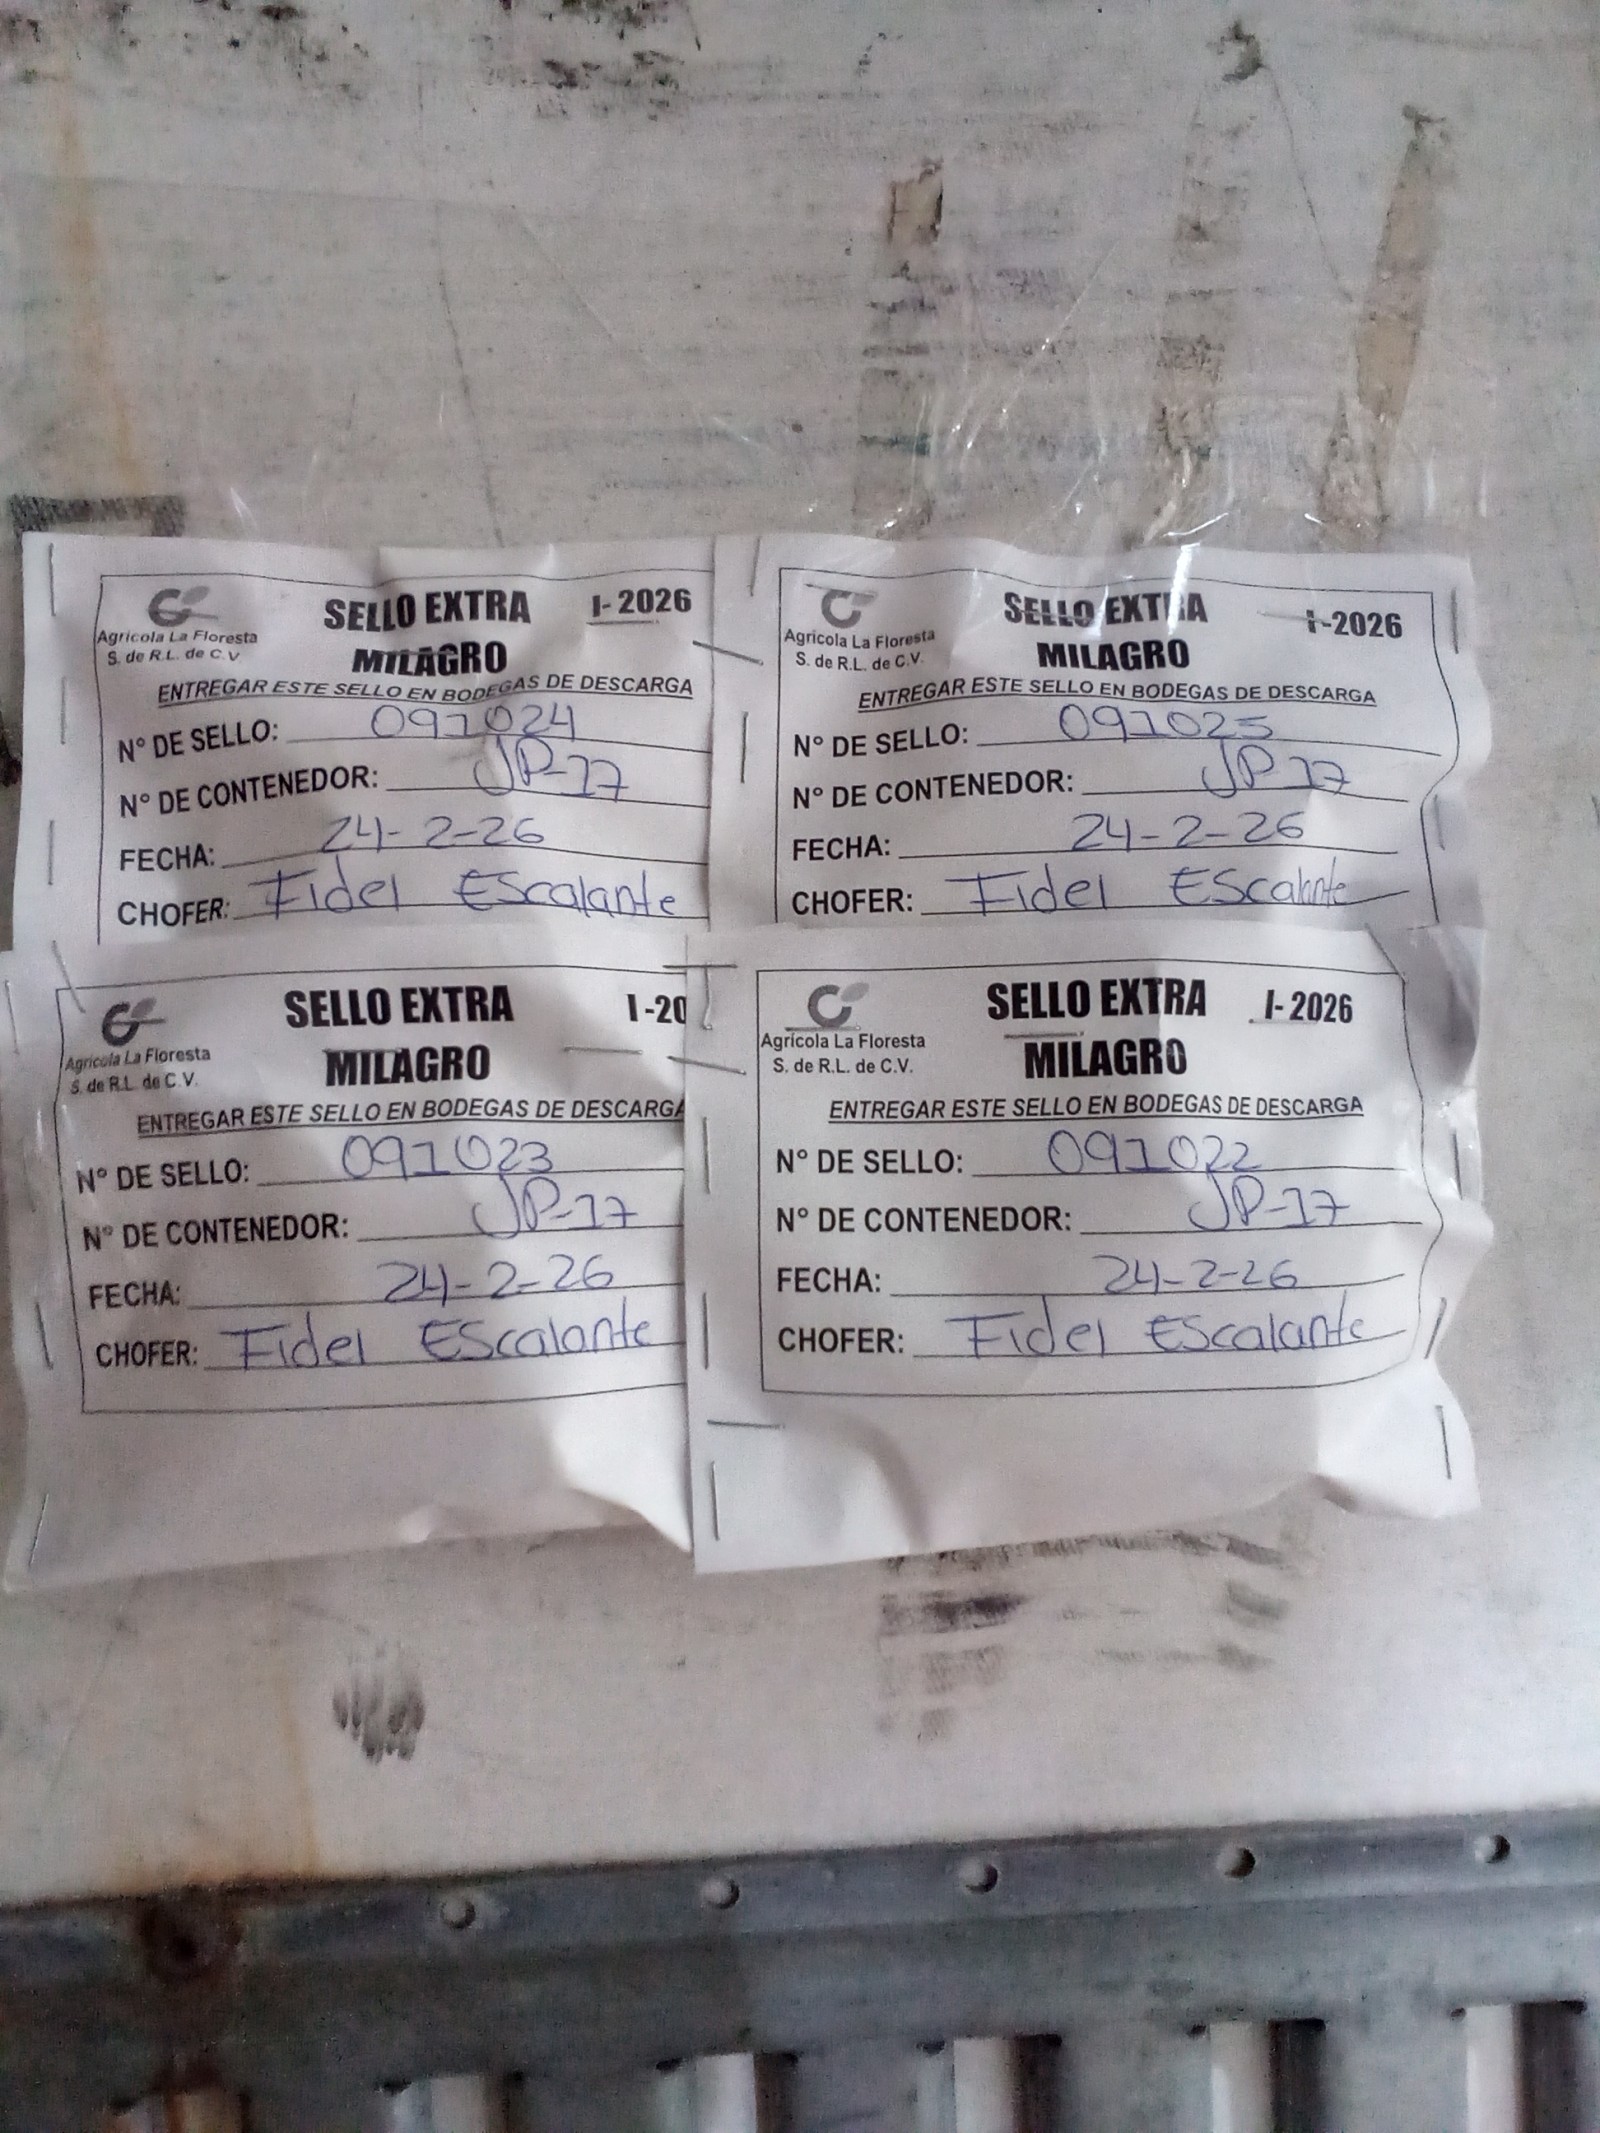 Agrícola La Floresta
S. de R.L. de C.V
SELLO EXTRA
MILAGRO
I- 2026
ENTREGAR ESTE SELLO EN BODEGAS DE DESCARGA
N° DE SELLO: 091024
N° DE CONTENEDOR: JP-17
FECHA: 24-2-26
CHOFER: Fidel Escalante
Agrícola La Floresta
S. de R.L. de C.V.
SELLO EXTRA
MILAGRO
I-2026
ENTREGAR ESTE SELLO EN BODEGAS DE DESCARGA
N° DE SELLO: 091025
N° DE CONTENEDOR: JP-17
FECHA: 24-2-26
CHOFER: Fidel Escalante
Agrícola La Floresta
S. de R.L. de C.V.
SELLO EXTRA
MILAGRO
I-20
ENTREGAR ESTE SELLO EN BODEGAS DE DESCARGA
N° DE SELLO: 091023
N° DE CONTENEDOR: JP-17
FECHA: 24-2-26
CHOFER: Fidel Escalante
Agrícola La Floresta
S. de R.L. de C.V.
SELLO EXTRA
MILAGRO
I- 2026
ENTREGAR ESTE SELLO EN BODEGAS DE DESCARGA
N° DE SELLO: 091022
N° DE CONTENEDOR: JP-17
FECHA: 24-2-26
CHOFER: Fidel Escalante